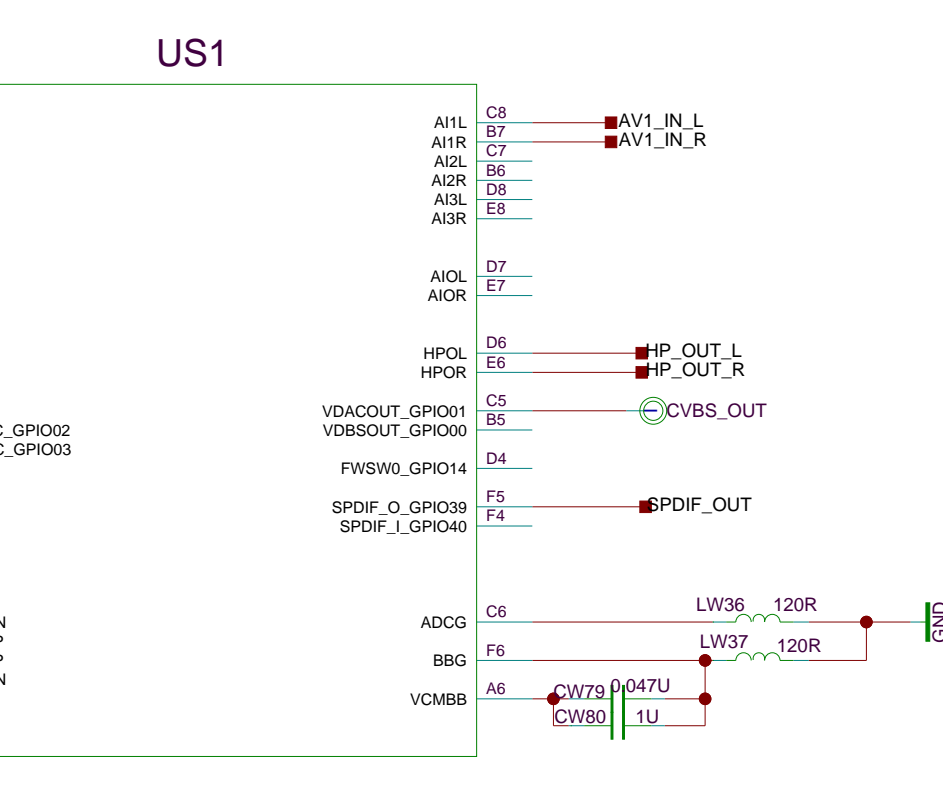 US1
AI1L C8 AV1_IN_L
AI1R B7 AV1_IN_R
AI2L C7
AI2R B6
AI3L D8
AI3R E8
AIOL D7
AIOR E7
HPOL D6 HP_OUT_L
HPOR E6 HP_OUT_R
VDACOUT_GPIO01 C5 CVBS_OUT
C_GPIO02 VDBSOUT_GPIO00 B5
C_GPIO03
FWSW0_GPIO14 D4
SPDIF_O_GPIO39 F5 SPDIF_OUT
SPDIF_I_GPIO40 F4
LW36 120R
N ADCG C6 GND
P
LW37 120R
P BBG F6
N VCMBB A6 CW79 0.047U
CW80 1U